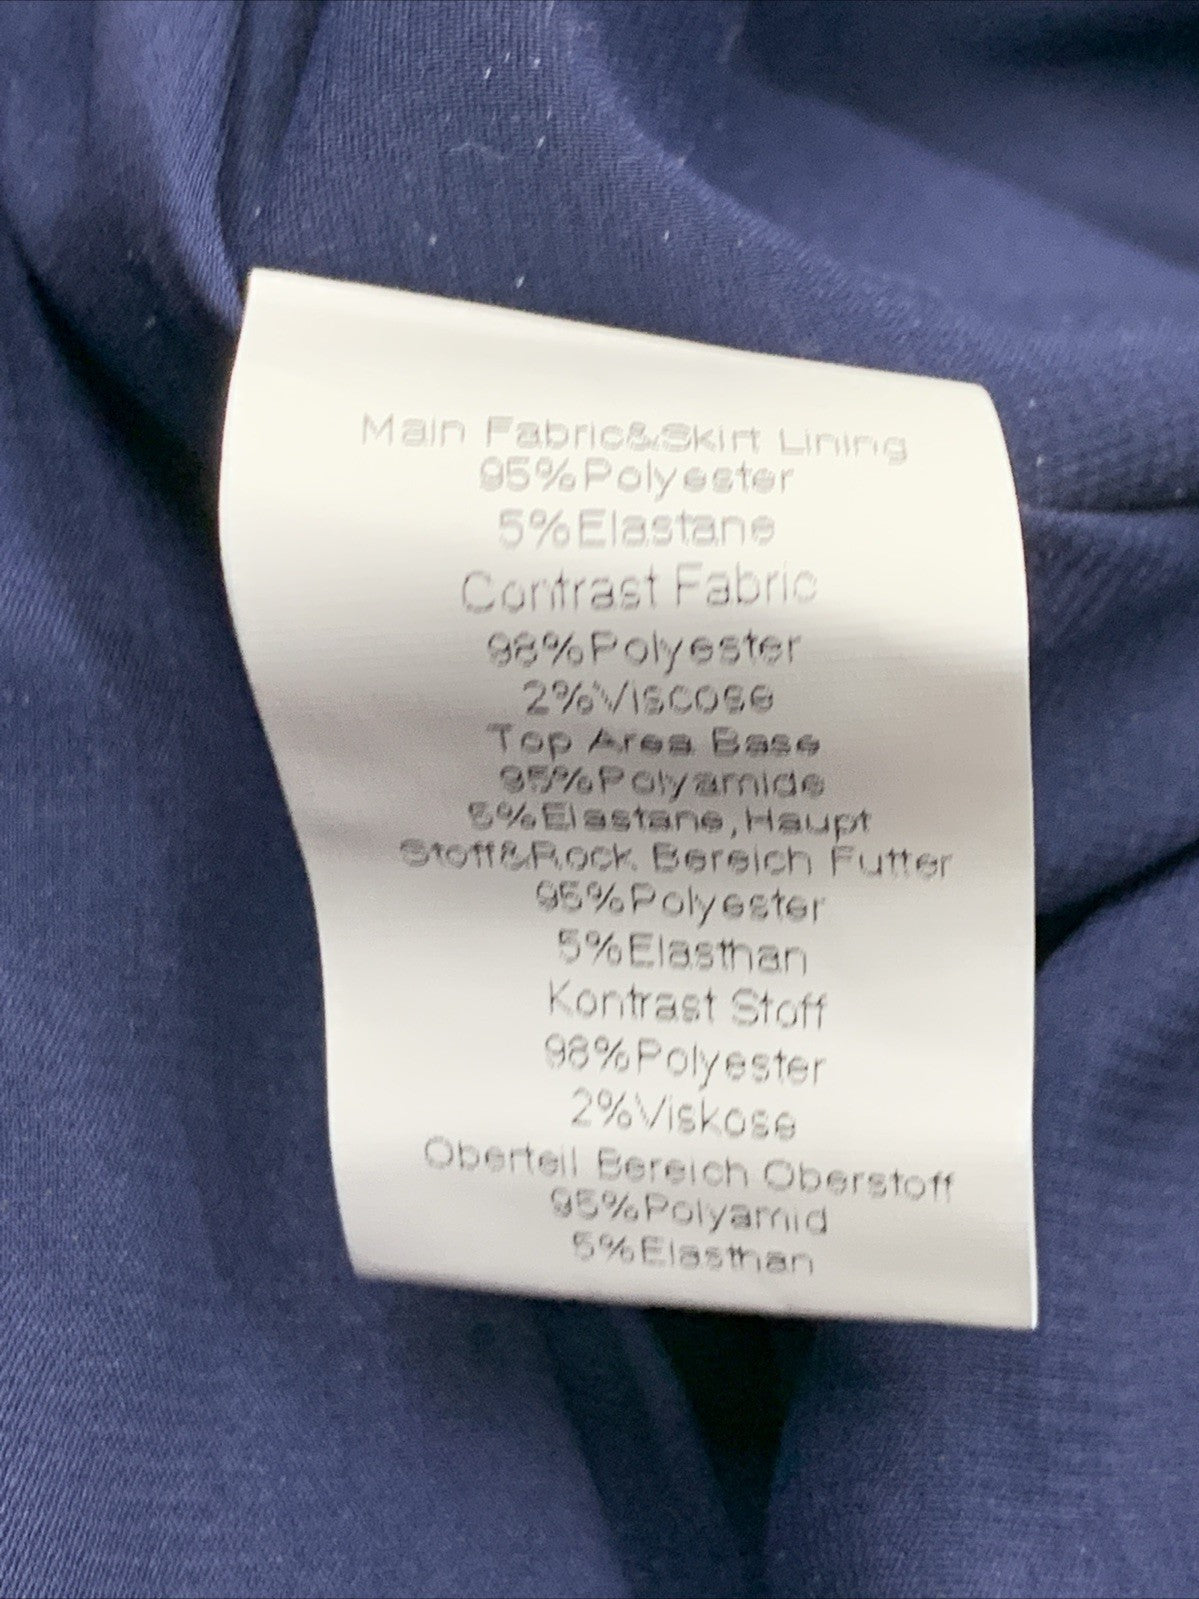 Main Fabric&Skirt Lining
95%Polyester
5%Elastane
Contrast Fabric
98%Polyester
2%Viscose
Top Area Base
95%Polyamide
5%Elastane,Haupt
Stoff&Rock Bereich Futter
95%Polyester
5%Elasthan
Kontrast Stoff
98%Polyester
2%Viskose
Oberteil Bereich Oberstoff
95%Polyamid
5%Elasthan